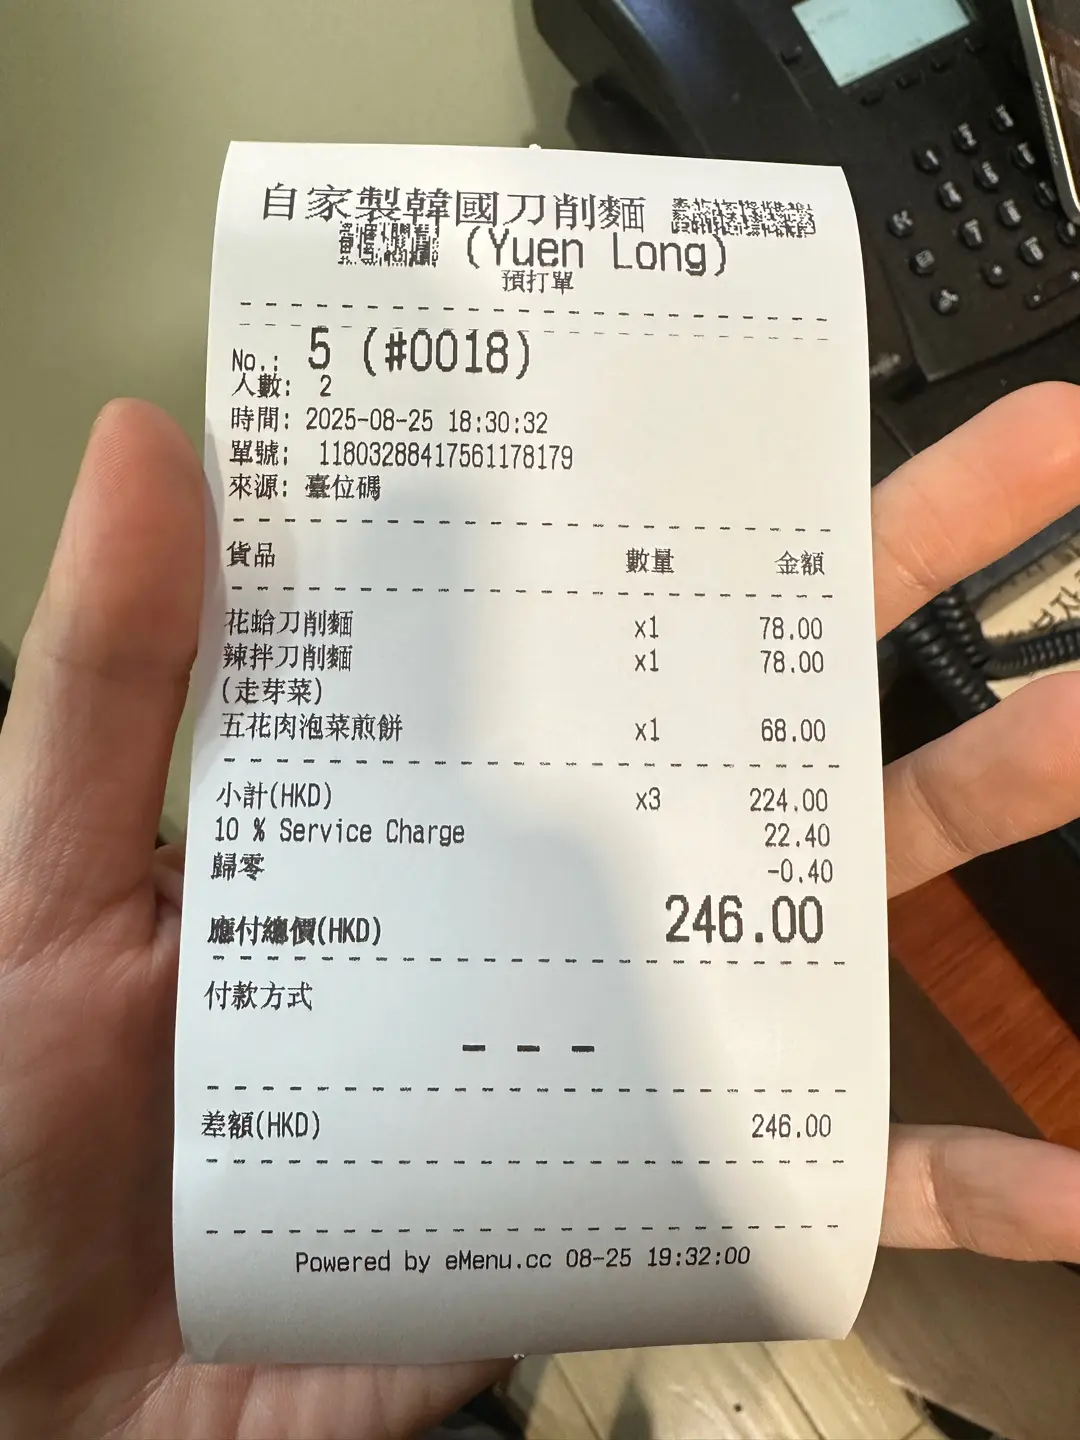 自家製韓國刀削麵
(Yuen Long)
預打單
No.: 5 (#0018)
人數: 2
時間: 2025-08-25 18:30:32
單號: 11803288417561178179
來源: 臺位碼
貨品 數量 金額
花蛤刀削麵 x1 78.00
辣拌刀削麵 x1 78.00
(走芽菜)
五花肉泡菜煎餅 x1 68.00
小計(HKD) x3 224.00
10 % Service Charge 22.40
歸零 -0.40
應付總價(HKD) 246.00
付款方式
---
差額(HKD) 246.00
Powered by eMenu.cc 08-25 19:32:00